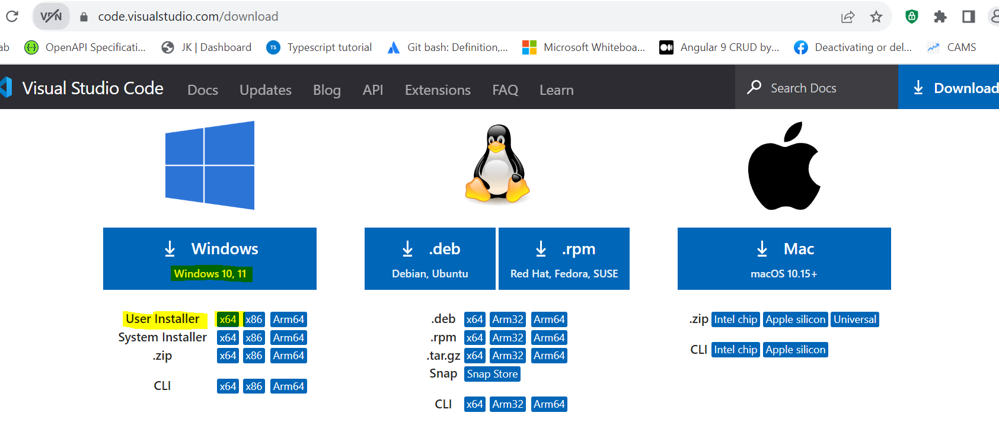 VPN code.visualstudio.com/download
ab OpenAPI Specificati... JK | Dashboard TS Typescript tutorial Git bash: Definition,... Microsoft Whiteboa... Angular 9 CRUD by... Deactivating or del... CAMS
Visual Studio Code Docs Updates Blog API Extensions FAQ Learn Search Docs Download
Windows
Windows 10, 11
.deb
Debian, Ubuntu
.rpm
Red Hat, Fedora, SUSE
Mac
macOS 10.15+
User Installer x64 x86 Arm64
System Installer x64 x86 Arm64
.zip x64 x86 Arm64
CLI x64 x86 Arm64
.deb x64 Arm32 Arm64
.rpm x64 Arm32 Arm64
.tar.gz x64 Arm32 Arm64
Snap Snap Store
CLI x64 Arm32 Arm64
.zip Intel chip Apple silicon Universal
CLI Intel chip Apple silicon